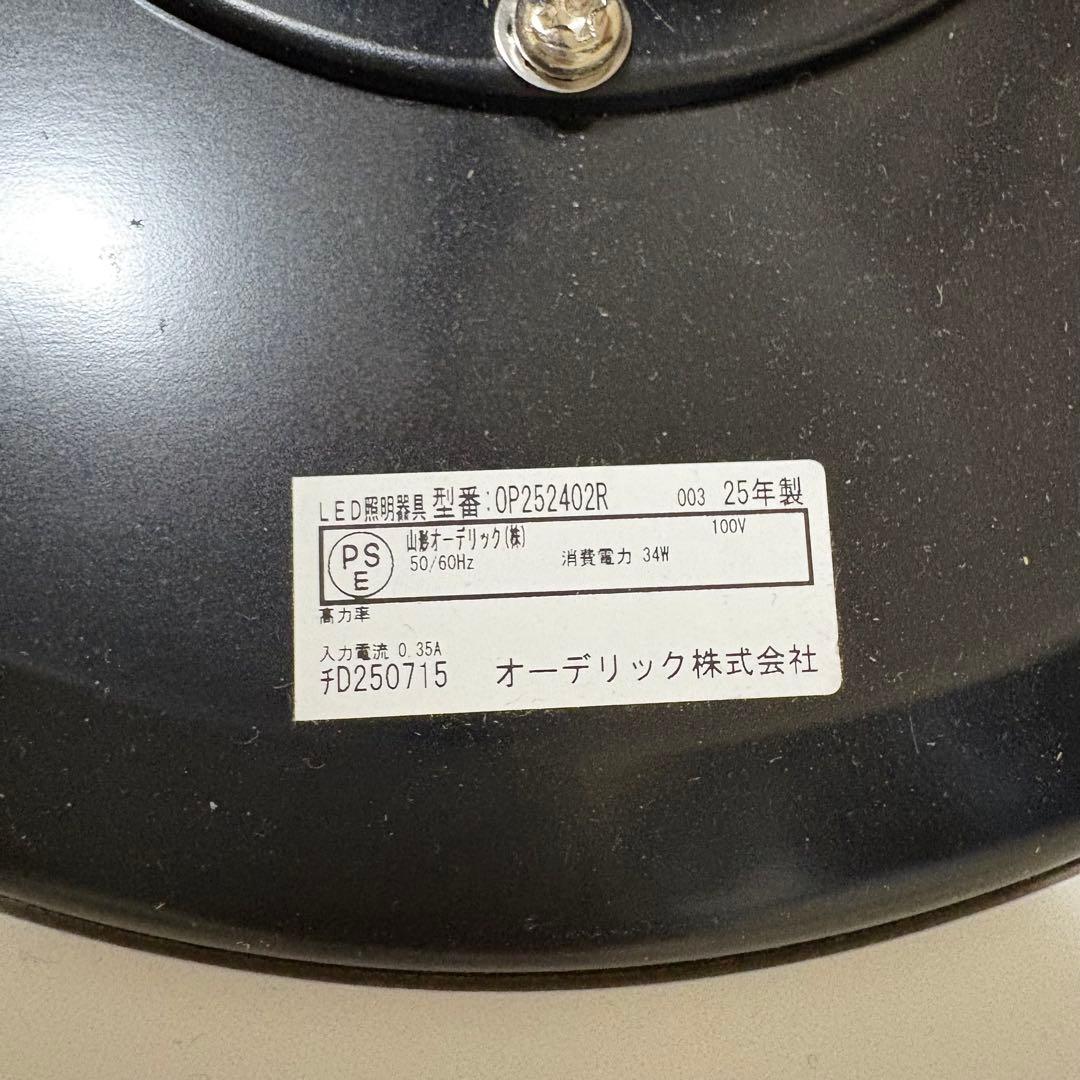 LED照明器具 型番:OP252402R 003 25年製
PS
E
山形オーデリック(株) 100V
50/60Hz 消費電力 34W
高力率
入力電流 0.35A
チD250715 オーデリック株式会社